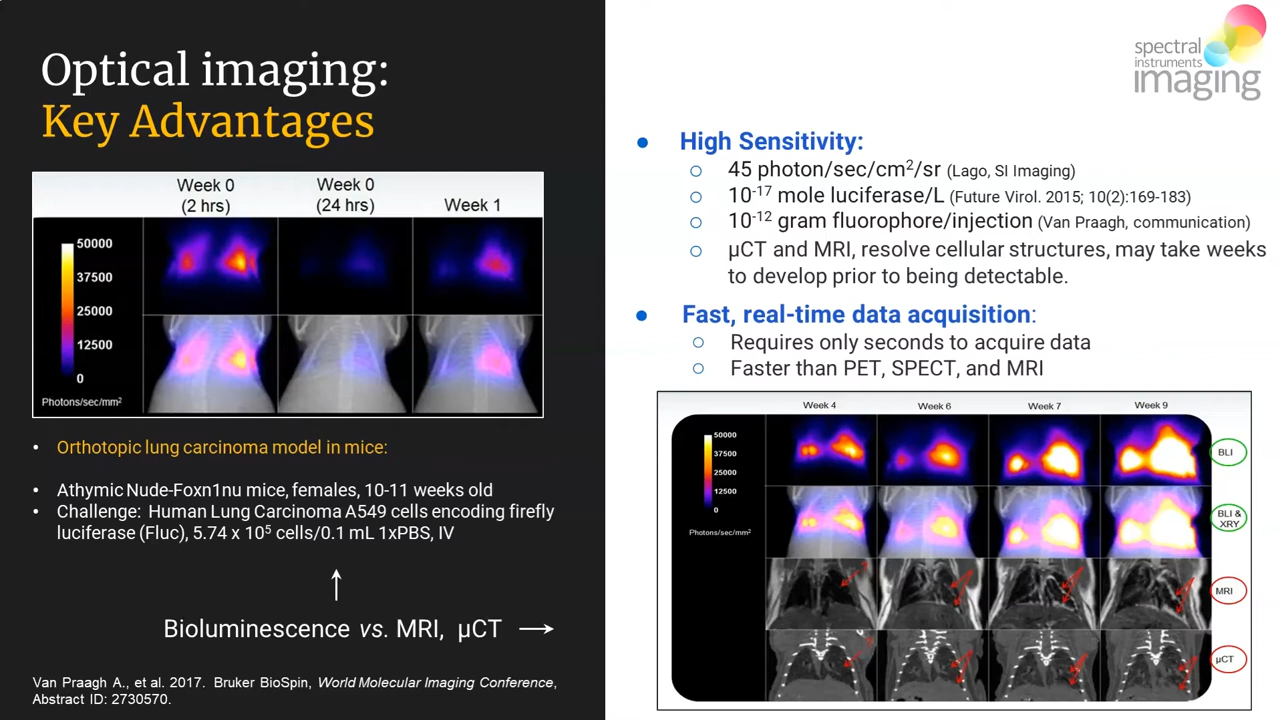 Optical imaging:
Key Advantages
Week 0
(2 hrs)
Week 0
(24 hrs)
Week 1
50000
37500
25000
12500
0
Photons/sec/mm²
• Orthotopic lung carcinoma model in mice:
• Athymic Nude-Foxn1nu mice, females, 10-11 weeks old
• Challenge: Human Lung Carcinoma A549 cells encoding firefly
luciferase (Fluc), 5.74 x 10⁵ cells/0.1 mL 1xPBS, IV
↑
Bioluminescence vs. MRI, µCT →
Van Praagh A., et al. 2017. Bruker BioSpin, World Molecular Imaging Conference,
Abstract ID: 2730570.
spectral
instruments
imaging
• High Sensitivity:
o 45 photon/sec/cm²/sr (Lago, SI Imaging)
o 10⁻¹⁷ mole luciferase/L (Future Virol. 2015; 10(2):169-183)
o 10⁻¹² gram fluorophore/injection (Van Praagh, communication)
o µCT and MRI, resolve cellular structures, may take weeks
to develop prior to being detectable.
• Fast, real-time data acquisition:
o Requires only seconds to acquire data
o Faster than PET, SPECT, and MRI
Week 4
Week 6
Week 7
Week 9
50000
37500
25000
12500
0
Photons/sec/mm²
BLI
BLI &
XRY
?
MRI
?
µCT